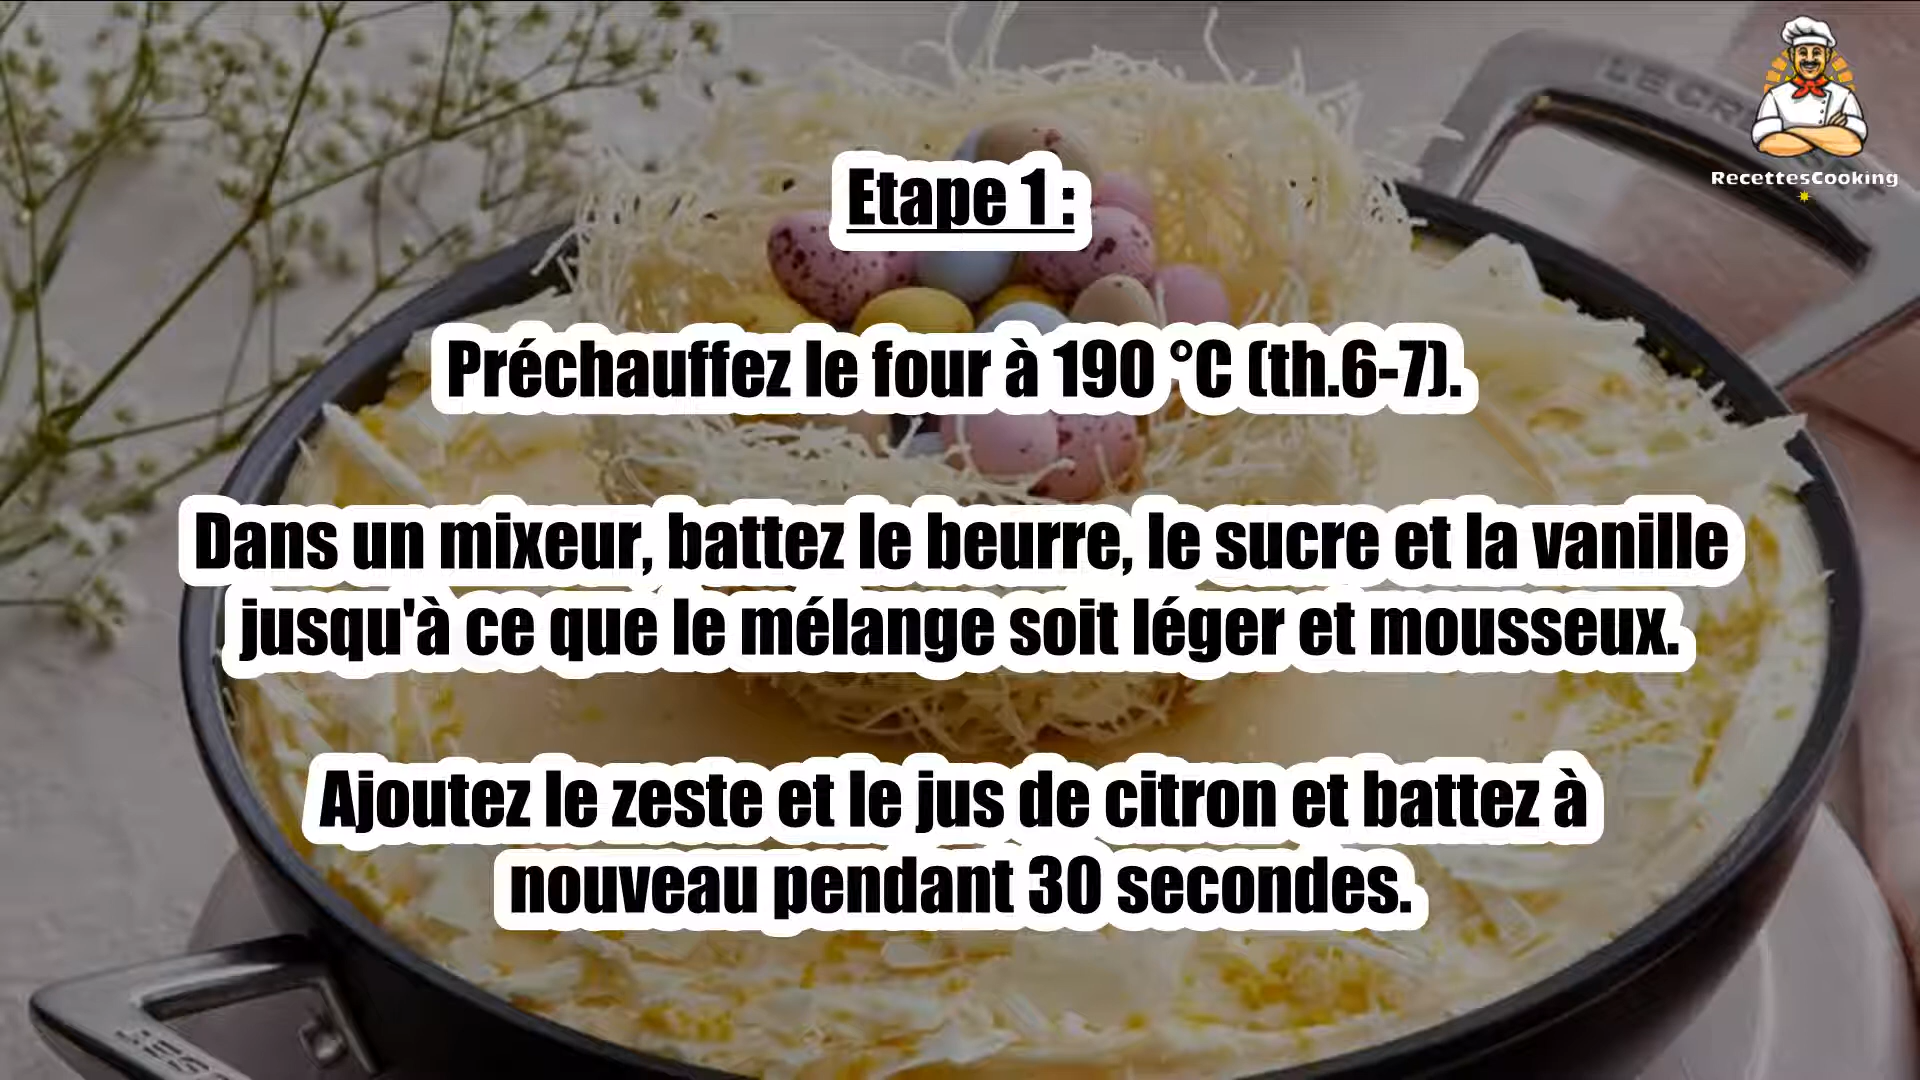 LE CR
RecettesCooking
Etape 1 :
Préchauffez le four à 190 °C (th.6-7).
Dans un mixeur, battez le beurre, le sucre et la vanille
jusqu'à ce que le mélange soit léger et mousseux.
Ajoutez le zeste et le jus de citron et battez à
nouveau pendant 30 secondes.